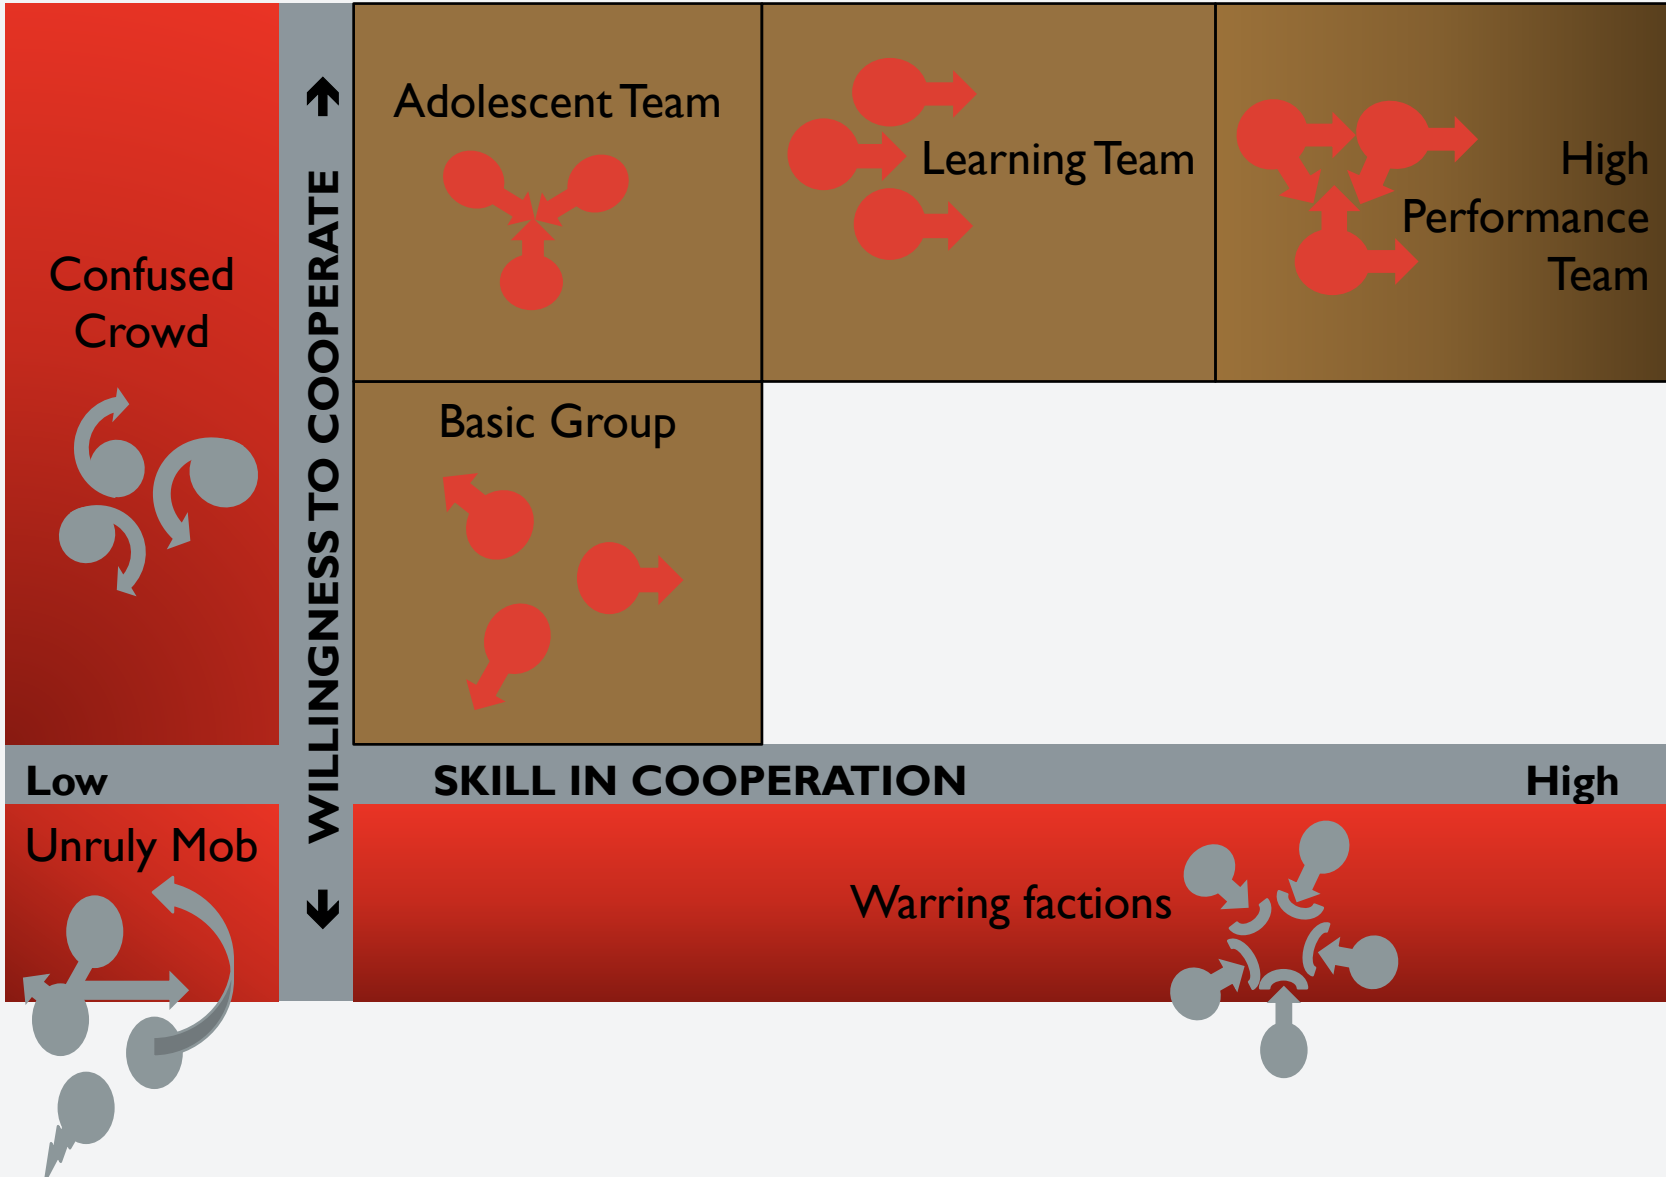 Adolescent Team
Learning Team
High
Performance
Team
Confused
Crowd
WILLINGNESS TO COOPERATE
Basic Group
Low
SKILL IN COOPERATION
High
Unruly Mob
Warring factions